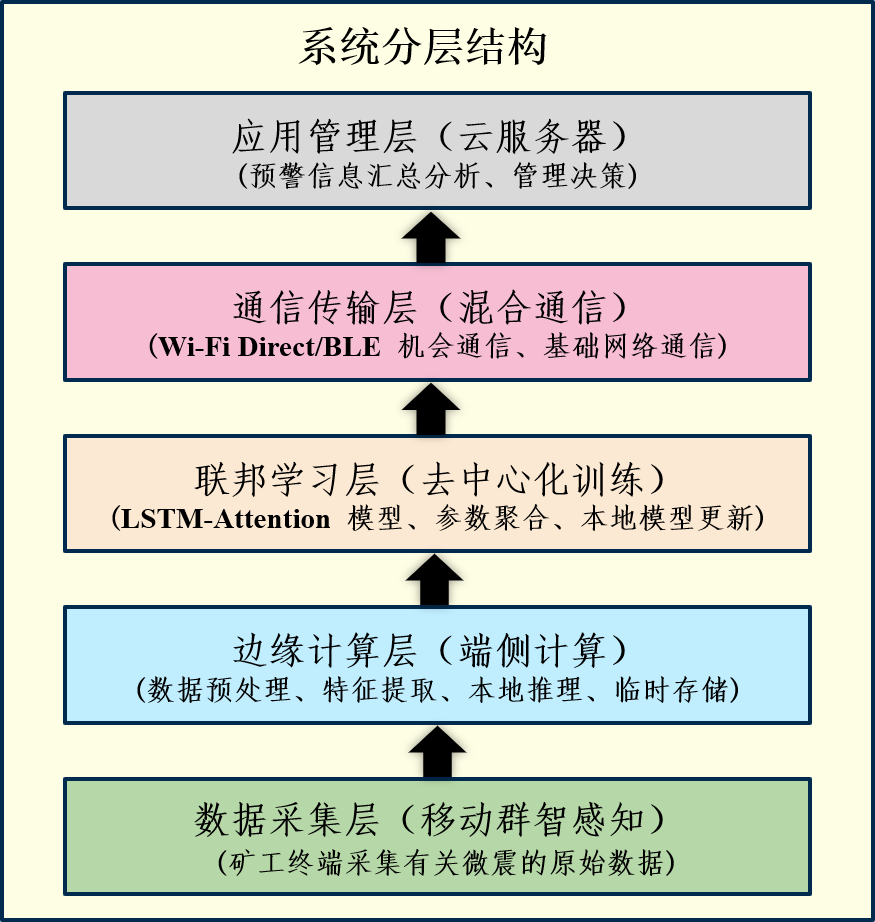 系统分层结构
应用管理层（云服务器）
(预警信息汇总分析、管理决策)
通信传输层（混合通信）
(Wi-Fi Direct/BLE 机会通信、基础网络通信)
联邦学习层（去中心化训练）
(LSTM-Attention 模型、参数聚合、本地模型更新)
边缘计算层（端侧计算）
(数据预处理、特征提取、本地推理、临时存储)
数据采集层（移动群智感知）
(矿工终端采集有关微震的原始数据)